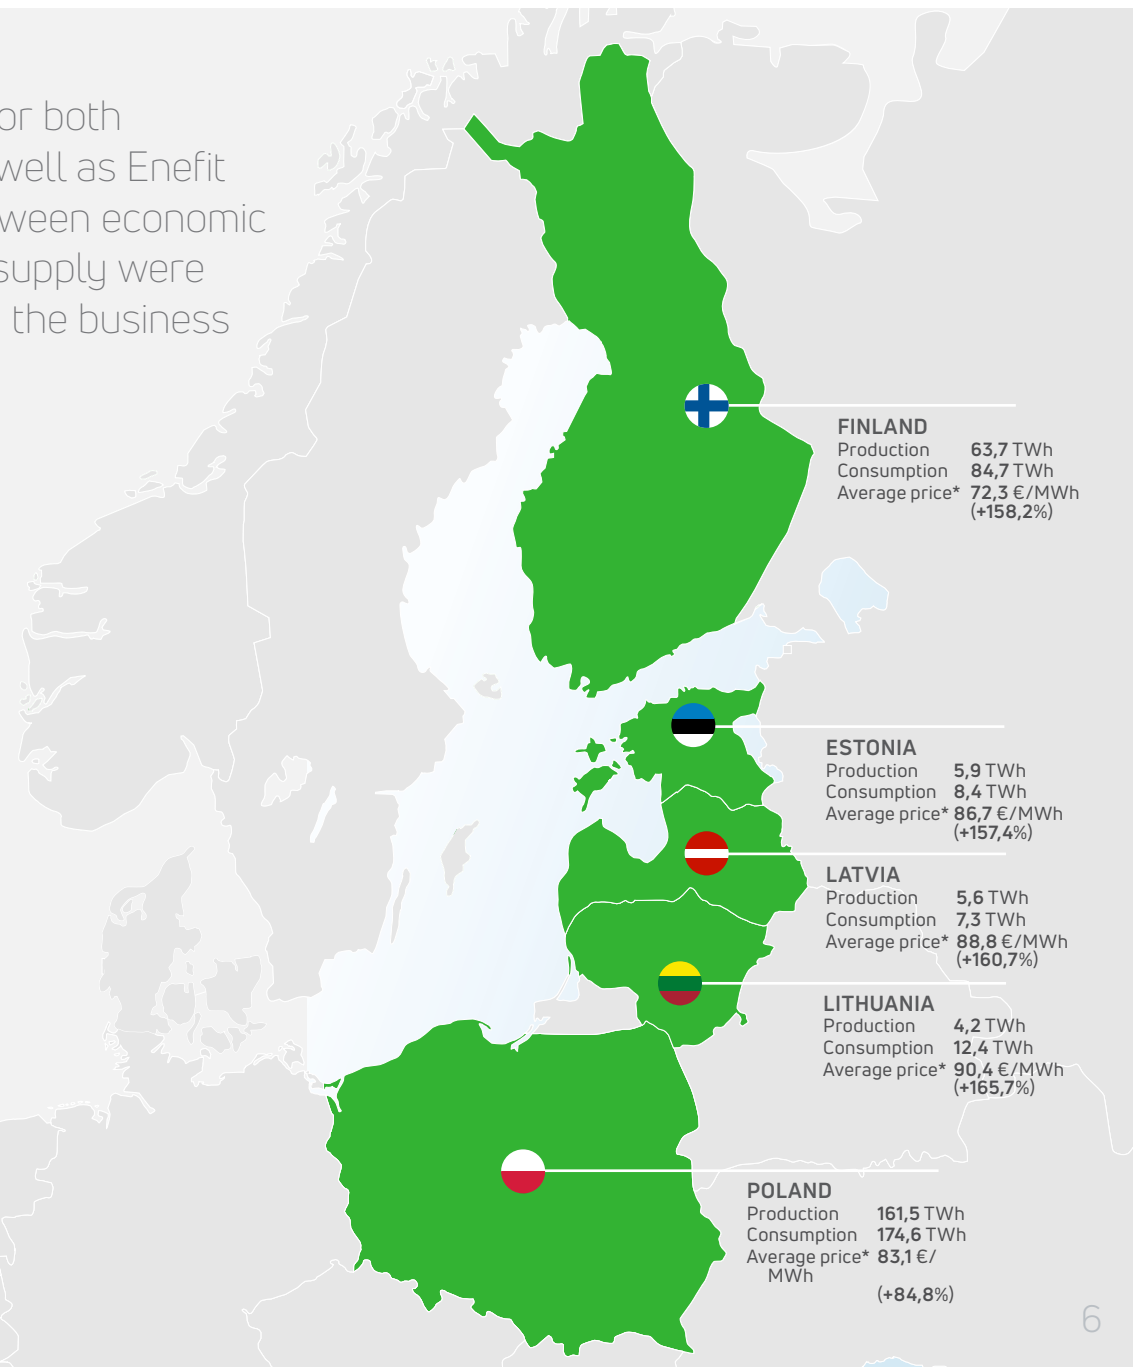 or both
well as Enefit
ween economic
supply were
the business
FINLAND
Production 63,7 TWh
Consumption 84,7 TWh
Average price* 72,3 €/MWh
(+158,2%)
ESTONIA
Production 5,9 TWh
Consumption 8,4 TWh
Average price* 86,7 €/MWh
(+157,4%)
LATVIA
Production 5,6 TWh
Consumption 7,3 TWh
Average price* 88,8 €/MWh
(+160,7%)
LITHUANIA
Production 4,2 TWh
Consumption 12,4 TWh
Average price* 90,4 €/MWh
(+165,7%)
POLAND
Production 161,5 TWh
Consumption 174,6 TWh
Average price* 83,1 €/
MWh
(+84,8%)
6